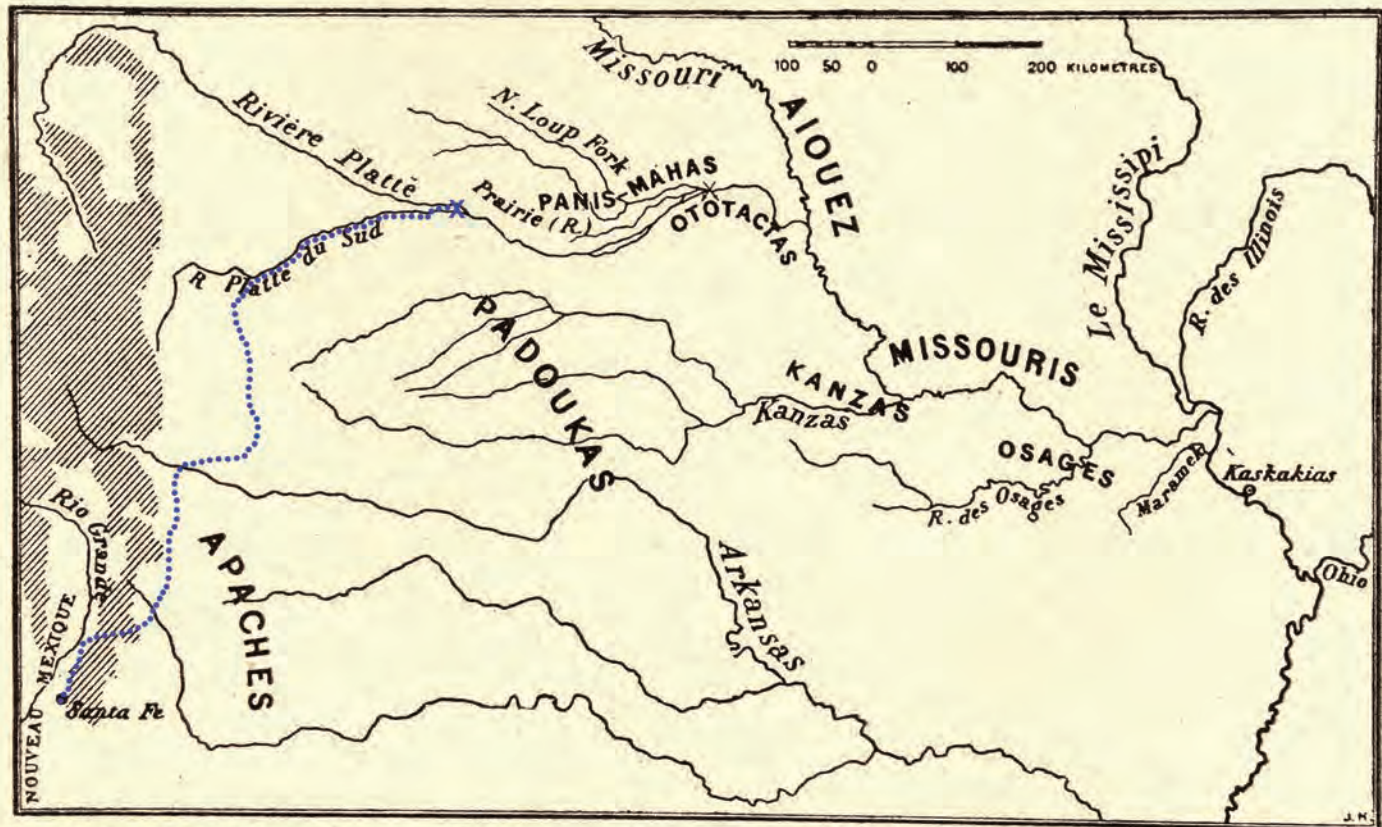 100 50 0 100 200 KILOMETRES
Missouri
AIOUEZ
N. Loup Fork
Rivière Platte
PANIS-MAHAS
Prairie (R.)
OTOTACTAS
R Platte du Sud
Le Missisipi
R. des Illinois
PADOUKAS
MISSOURIS
KANZAS
Kanzas
OSAGES
R. des Osages
Maramek
Kaskakias
Ohio
Rio Grande
APACHES
Arkansas
NOUVEAU MEXIQUE
Santa Fe
J. H.